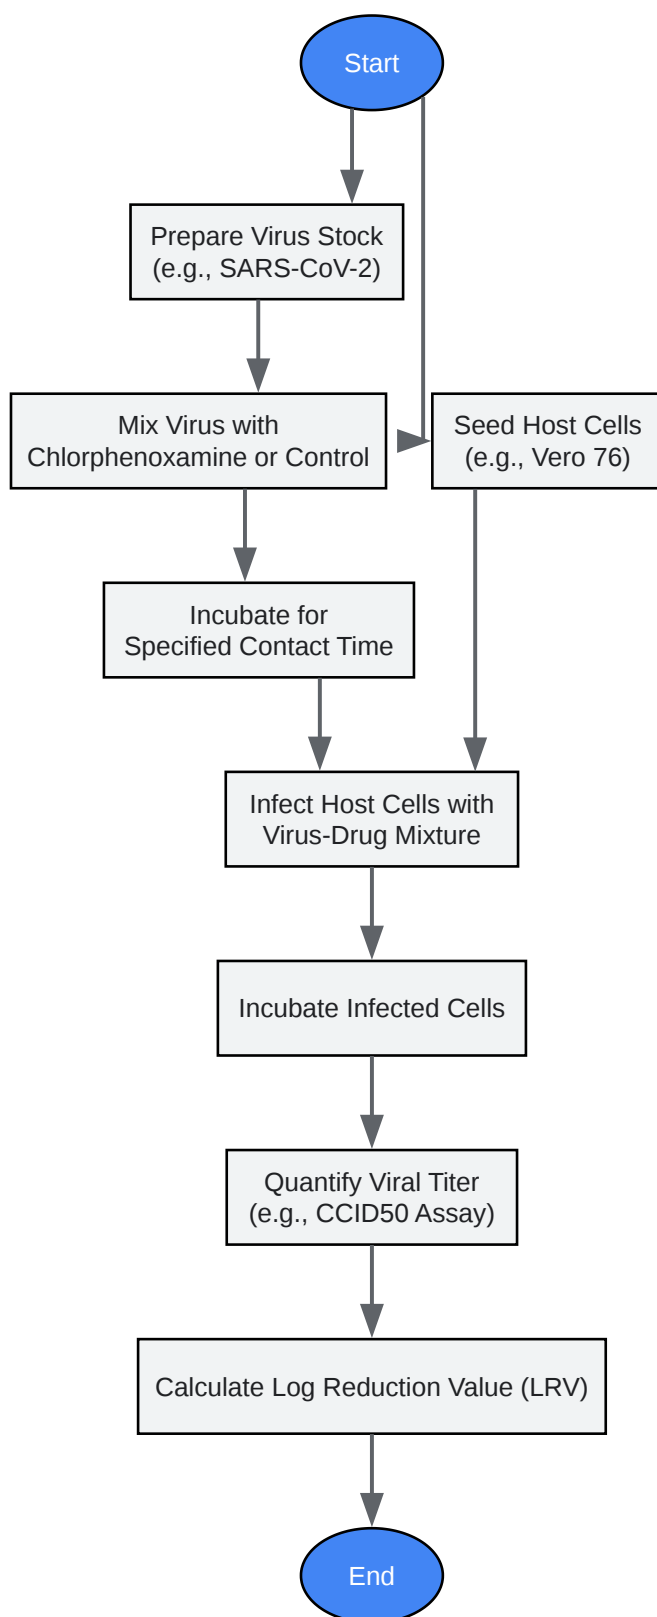 Start
Prepare Virus Stock
(e.g., SARS-CoV-2)
Mix Virus with
Chlorphenoxamine or Control
Seed Host Cells
(e.g., Vero 76)
Incubate for
Specified Contact Time
Infect Host Cells with
Virus-Drug Mixture
Incubate Infected Cells
Quantify Viral Titer
(e.g., CCID50 Assay)
Calculate Log Reduction Value (LRV)
End